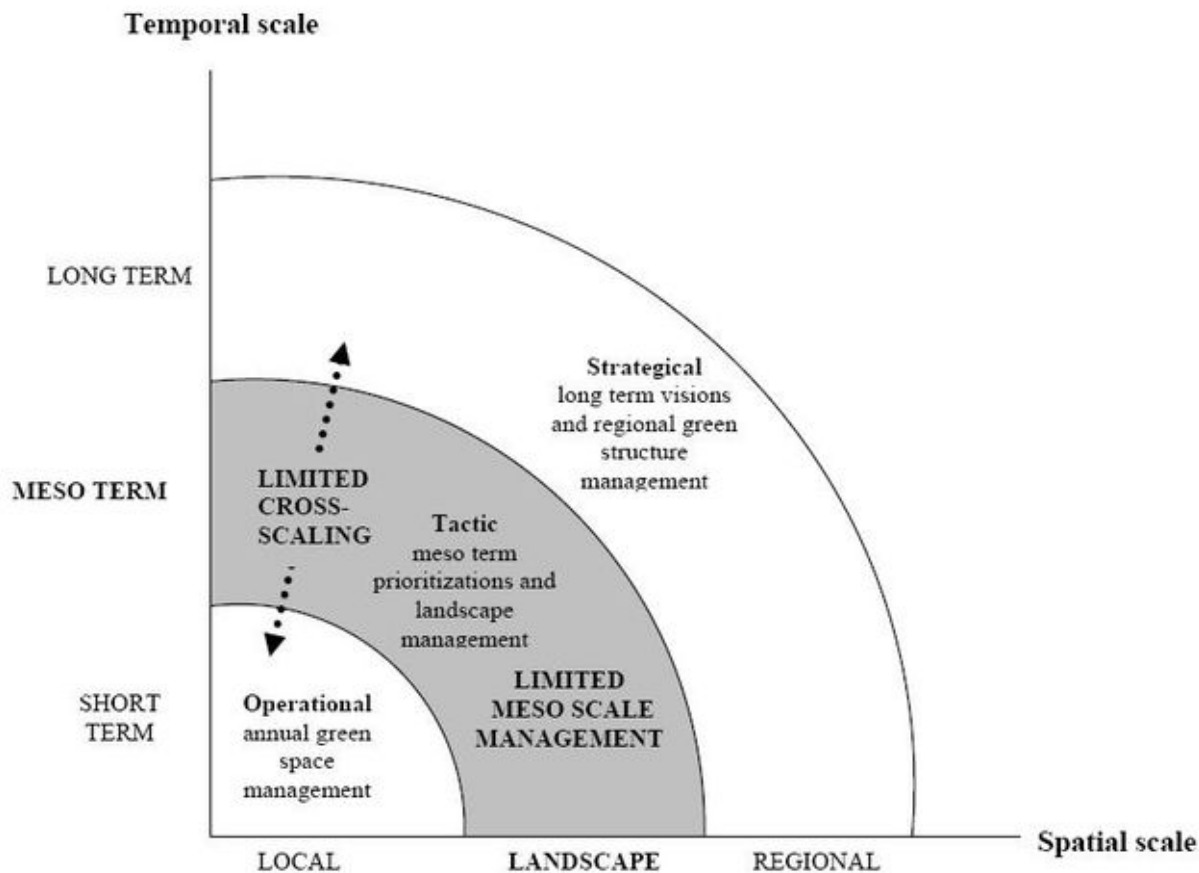 Temporal scale
LONG TERM
Strategical
long term visions
and regional green
structure
management
MESO TERM
LIMITED
CROSS-
SCALING
Tactic
meso term
prioritizations and
landscape
management
LIMITED
MESO SCALE
MANAGEMENT
SHORT
TERM
Operational
annual green
space
management
LOCAL
LANDSCAPE
REGIONAL
Spatial scale